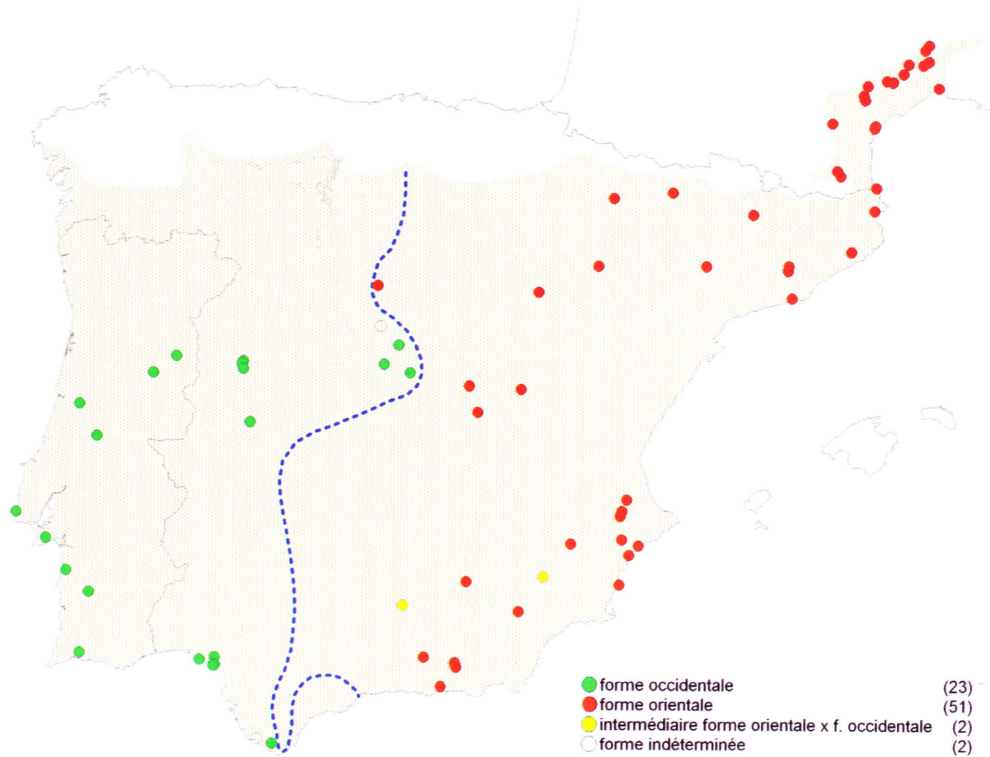 forme occidentale (23)
forme orientale (51)
intermédiaire forme orientale x f. occidentale (2)
forme indéterminée (2)